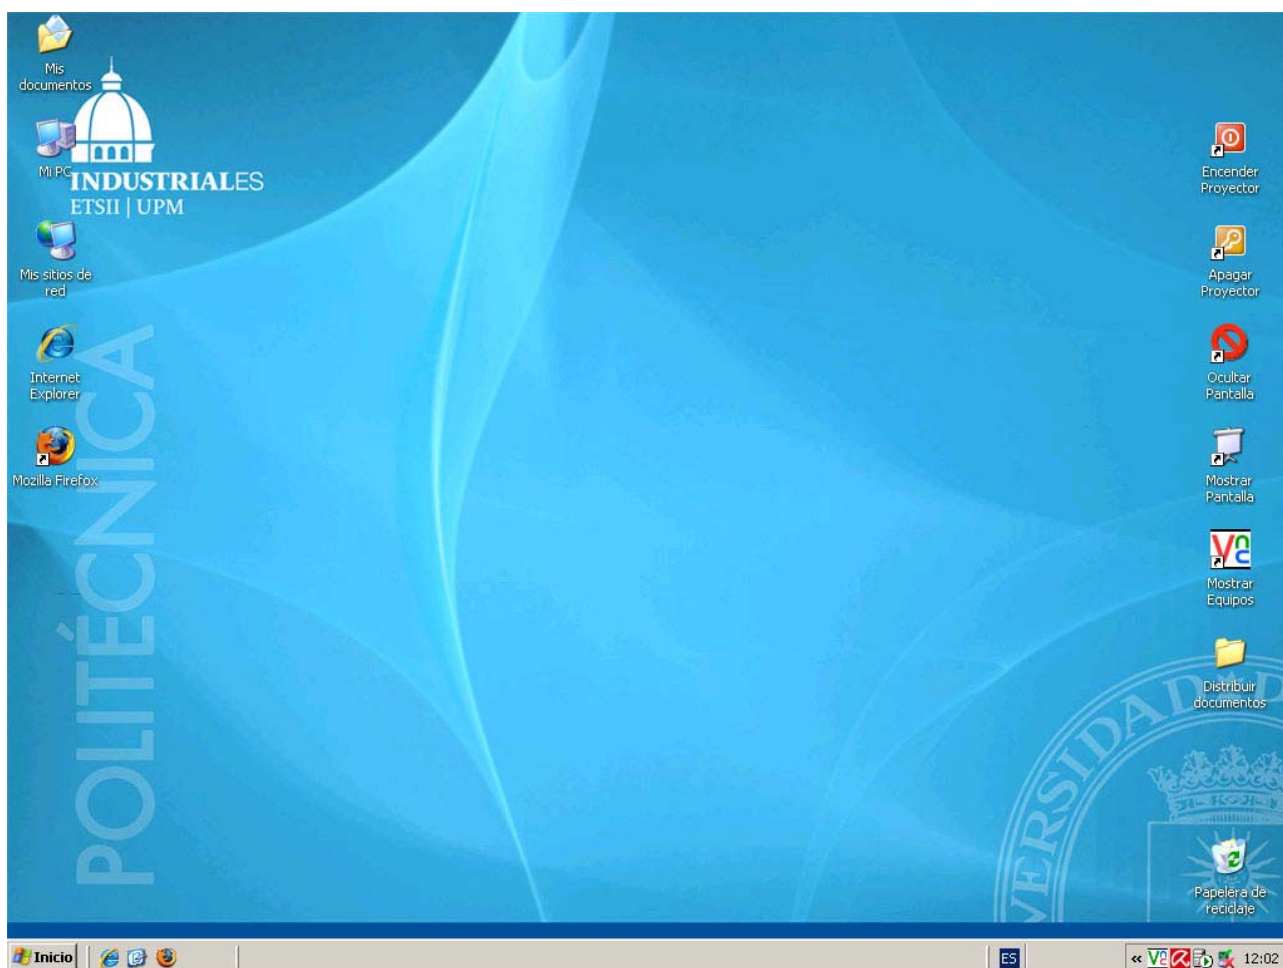 Mis
documentos
Mi PC
INDUSTRIALES
ETSII | UPM
Mis sitios de
red
Internet
Explorer
Mozilla Firefox
POLITÉCNICA
Encender
Proyector
Apagar
Proyector
Ocultar
Pantalla
Mostrar
Pantalla
Vnc
Mostrar
Equipos
Distribuir
documentos
VERSIDAD D
Papelera de
reciclaje
Inicio
ES
«
12:02